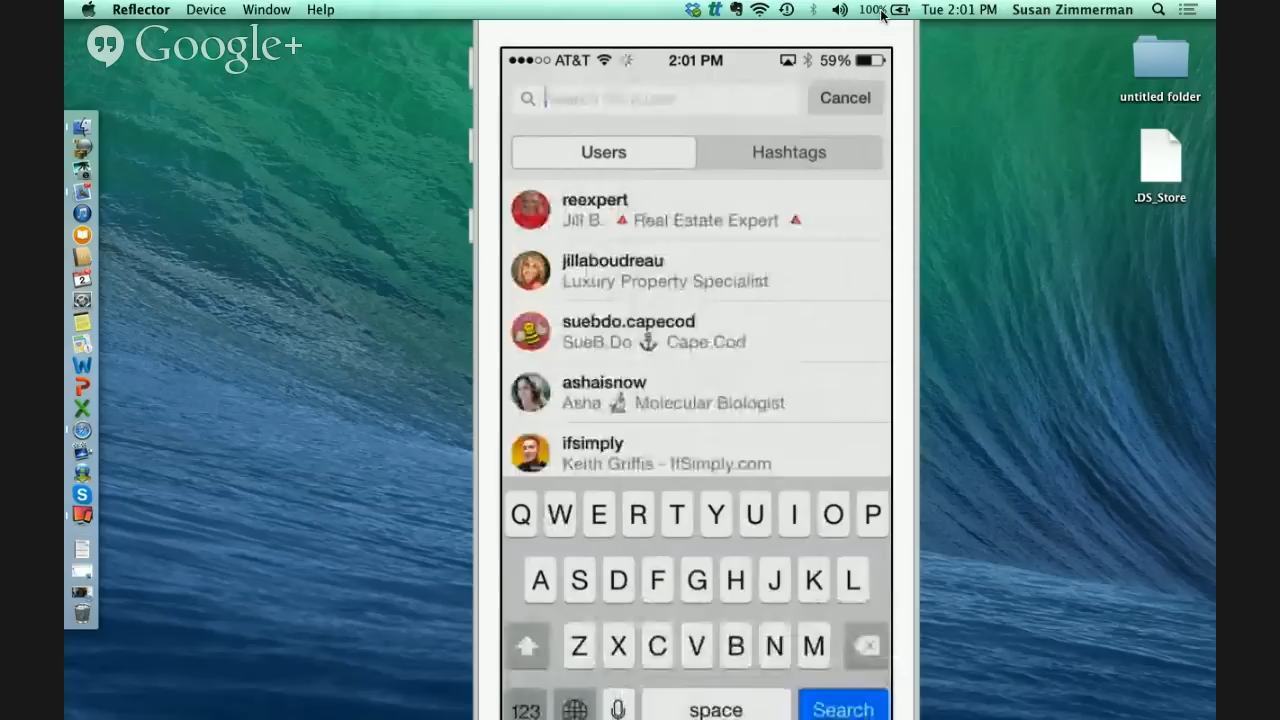 Reflector Device Window Help 100% Tue 2:01 PM Susan Zimmerman
Google+
AT&T 2:01 PM 59%
Cancel
Users Hashtags
reexpert
Jill B. Real Estate Expert
jillaboudreau
Luxury Property Specialist
suebdo.capecod
SueB.Do Cape Cod
ashaisnow
Asha Molecular Biologist
ifsimply
Keith Griffis - IfSimply.com
Q W E R T Y U I O P
A S D F G H J K L
Z X C V B N M
123 space Search
untitled folder
.DS_Store